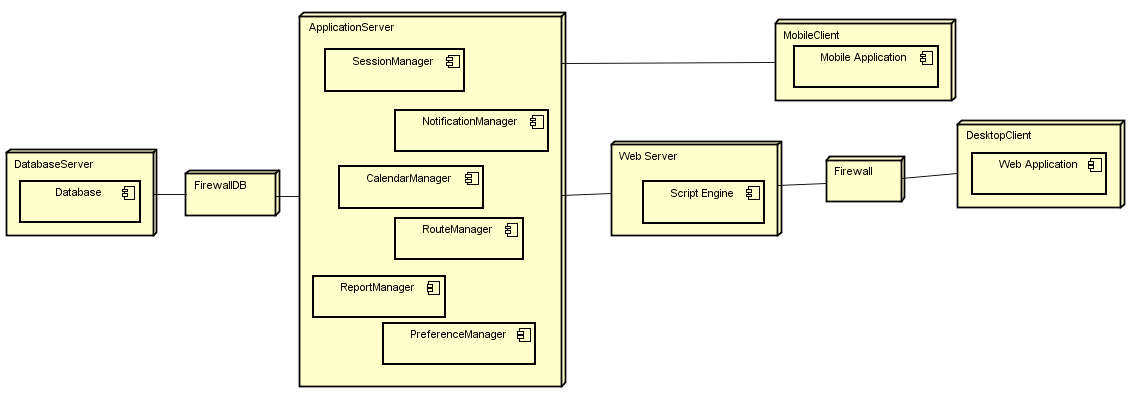 ApplicationServer
SessionManager
NotificationManager
CalendarManager
RouteManager
ReportManager
PreferenceManager
DatabaseServer
Database
FirewallDB
MobileClient
Mobile Application
Web Server
Script Engine
Firewall
DesktopClient
Web Application